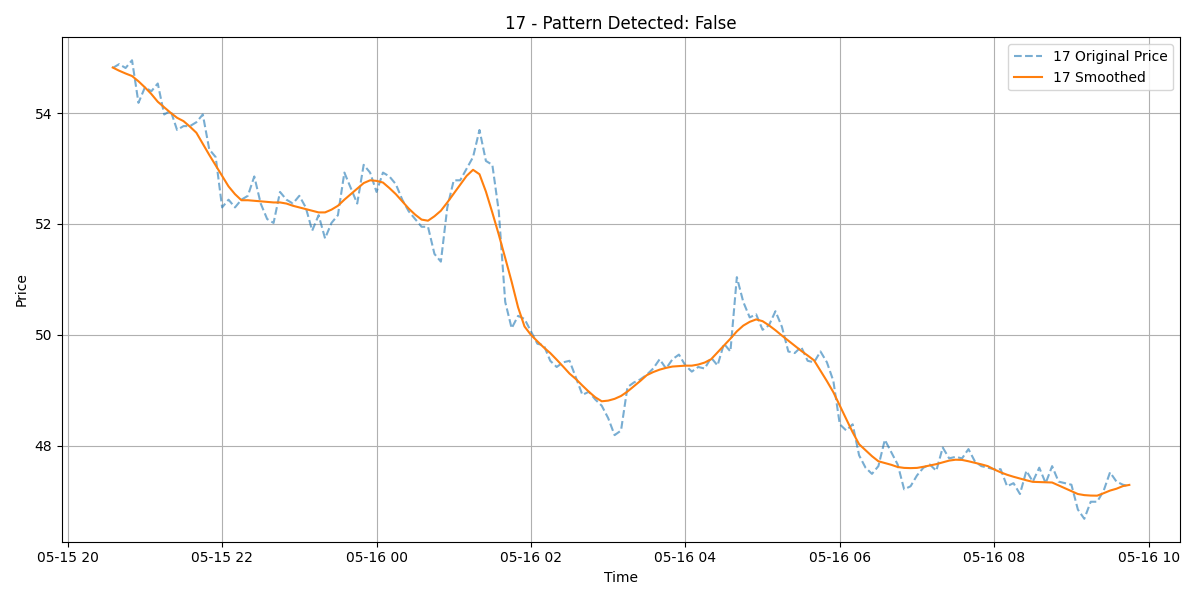 17 - Pattern Detected: False
17 Original Price
17 Smoothed
Price
54
52
50
48
05-15 20
05-15 22
05-16 00
05-16 02
05-16 04
05-16 06
05-16 08
05-16 10
Time